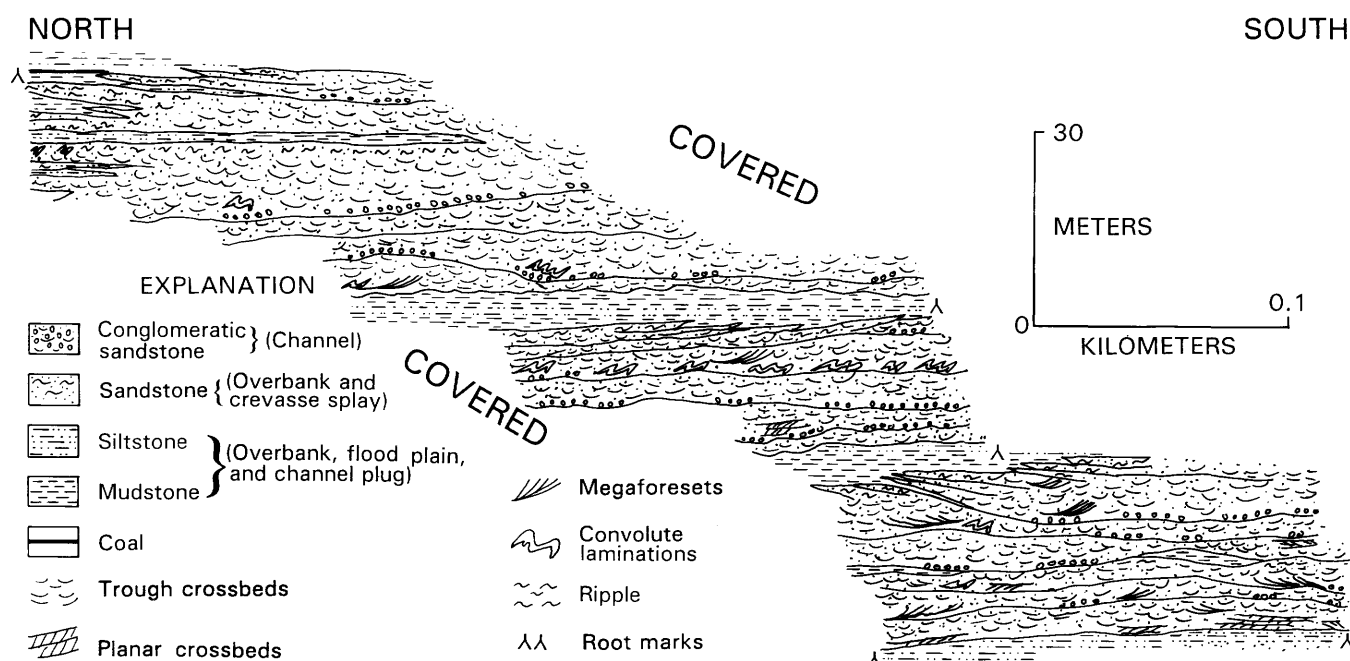 NORTH
SOUTH
COVERED
30
METERS
0
0.1
KILOMETERS
COVERED
EXPLANATION
Conglomeratic
sandstone } (Channel)
Sandstone { (Overbank and
crevasse splay)
Siltstone
Mudstone
} (Overbank, flood plain,
and channel plug)
Coal
Trough crossbeds
Planar crossbeds
Megaforesets
Convolute
laminations
Ripple
Root marks